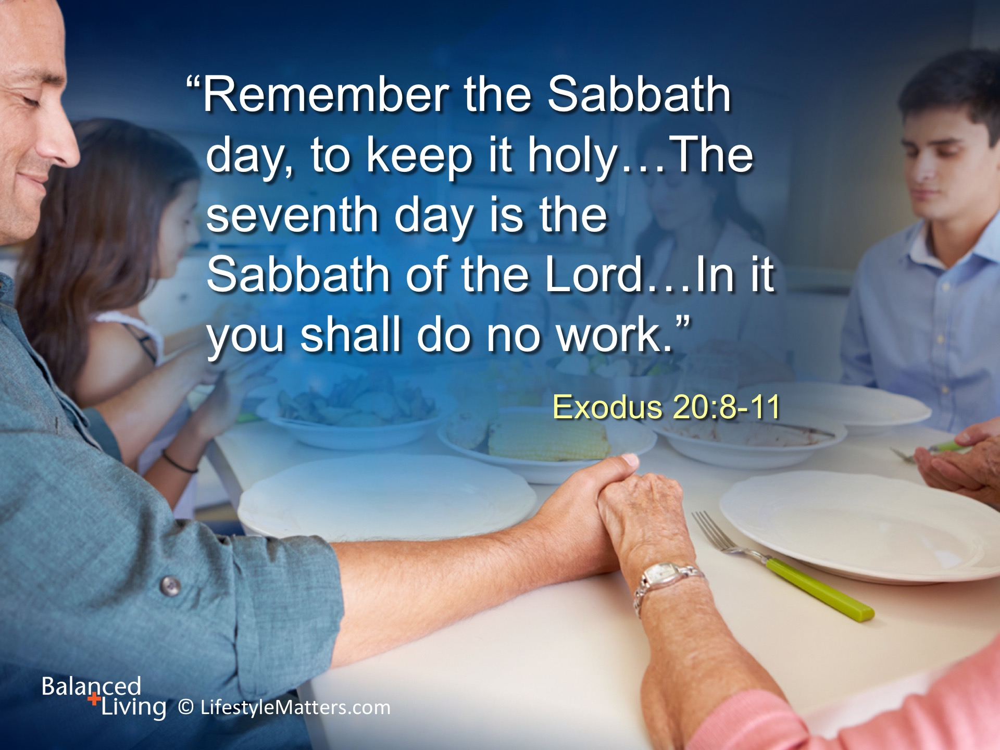 “Remember the Sabbath
day, to keep it holy…The
seventh day is the
Sabbath of the Lord…In it
you shall do no work.”
Exodus 20:8-11
Balanced
+Living © LifestyleMatters.com